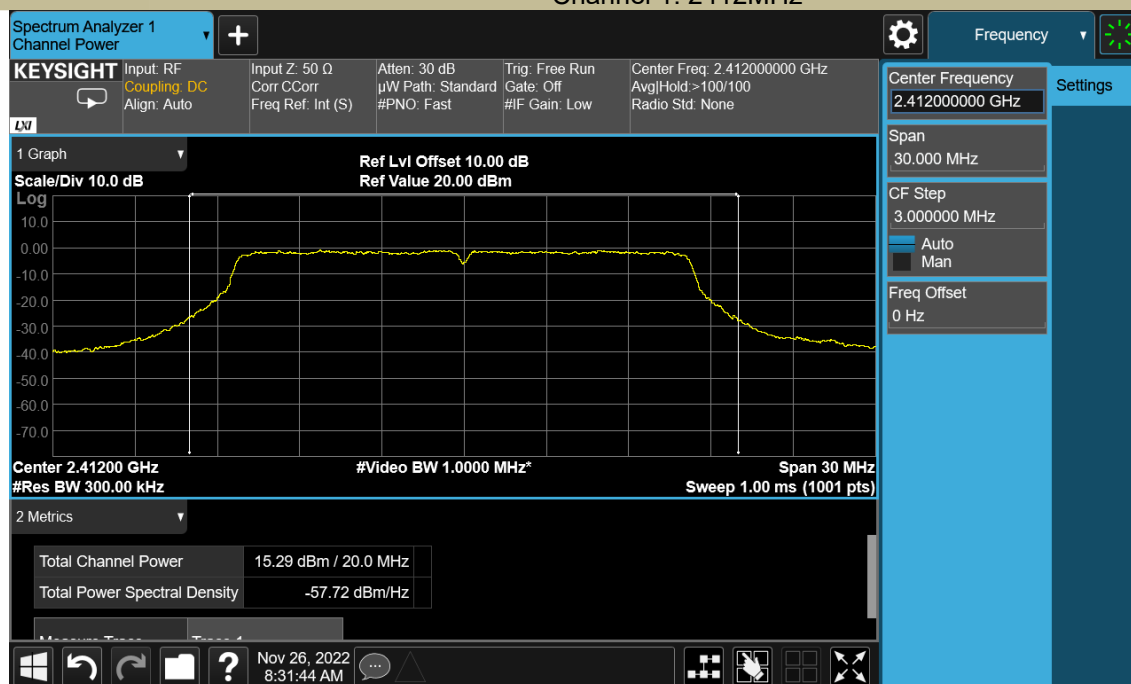 Channel 1: 2412MHz
Spectrum Analyzer 1
Channel Power
+
Frequency
KEYSIGHT
LXI
Input: RF
Coupling: DC
Align: Auto
Input Z: 50 Ω
Corr CCorr
Freq Ref: Int (S)
Atten: 30 dB
µW Path: Standard
#PNO: Fast
Trig: Free Run
Gate: Off
#IF Gain: Low
Center Freq: 2.412000000 GHz
Avg|Hold:>100/100
Radio Std: None
Center Frequency
2.412000000 GHz
Settings
Span
30.000 MHz
CF Step
3.000000 MHz
Auto
Man
Freq Offset
0 Hz
1 Graph
Scale/Div 10.0 dB
Ref Lvl Offset 10.00 dB
Ref Value 20.00 dBm
Log
10.0
0.00
-10.0
-20.0
-30.0
-40.0
-50.0
-60.0
-70.0
Center 2.41200 GHz
#Video BW 1.0000 MHz*
Span 30 MHz
#Res BW 300.00 kHz
Sweep 1.00 ms (1001 pts)
2 Metrics
Total Channel Power 15.29 dBm / 20.0 MHz
Total Power Spectral Density -57.72 dBm/Hz
Measure Trace Trace 1
?
Nov 26, 2022
8:31:44 AM